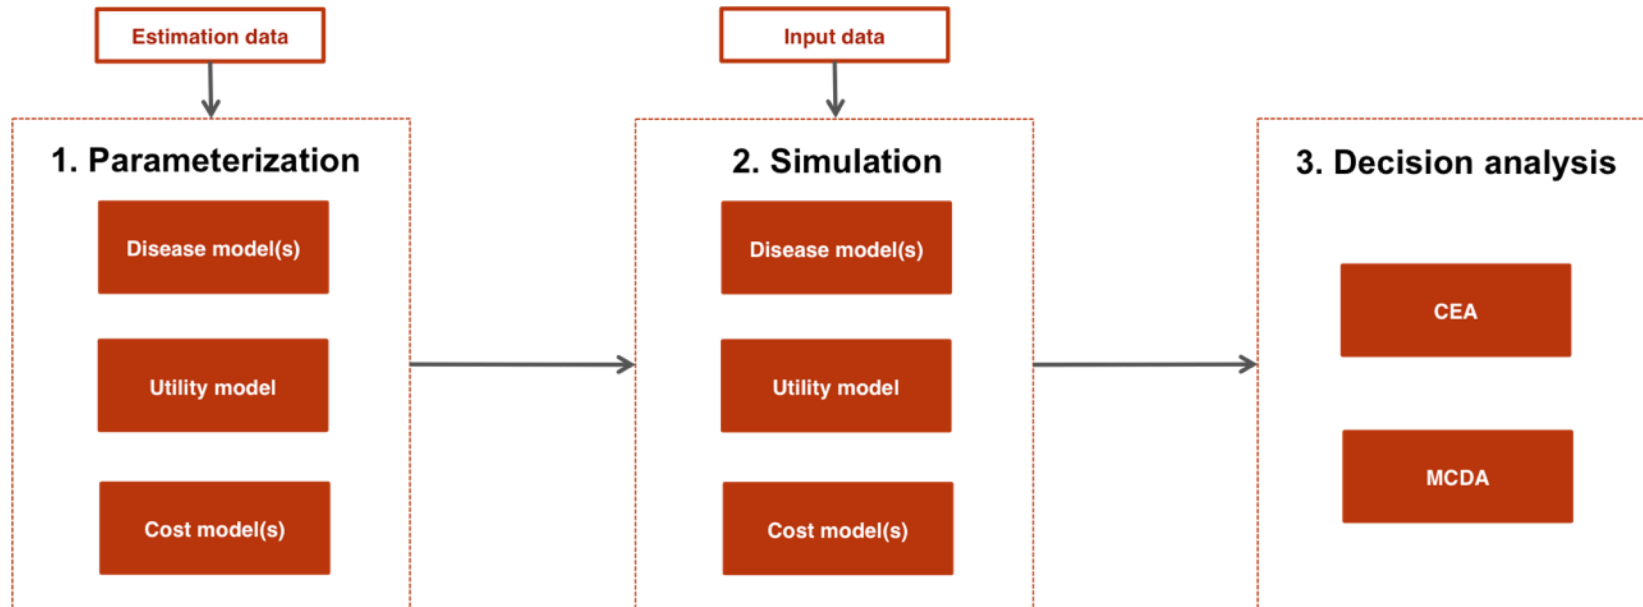 Estimation data
Input data
1. Parameterization
Disease model(s)
Utility model
Cost model(s)
2. Simulation
Disease model(s)
Utility model
Cost model(s)
3. Decision analysis
CEA
MCDA